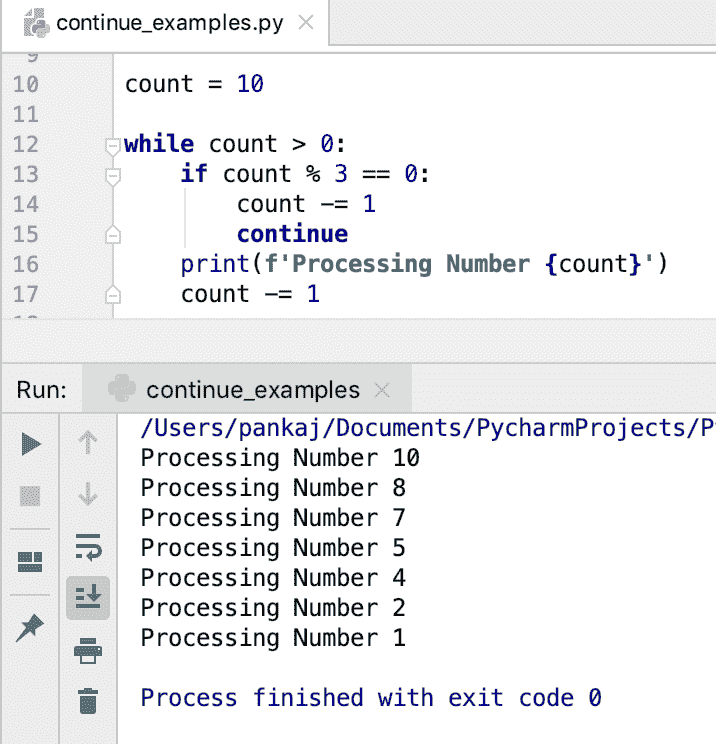 continue_examples.py
9
10 count = 10
11
12 while count > 0:
13     if count % 3 == 0:
14         count -= 1
15         continue
16     print(f'Processing Number {count}')
17     count -= 1
Run: continue_examples
/Users/pankaj/Documents/PycharmProjects/
Processing Number 10
Processing Number 8
Processing Number 7
Processing Number 5
Processing Number 4
Processing Number 2
Processing Number 1
Process finished with exit code 0